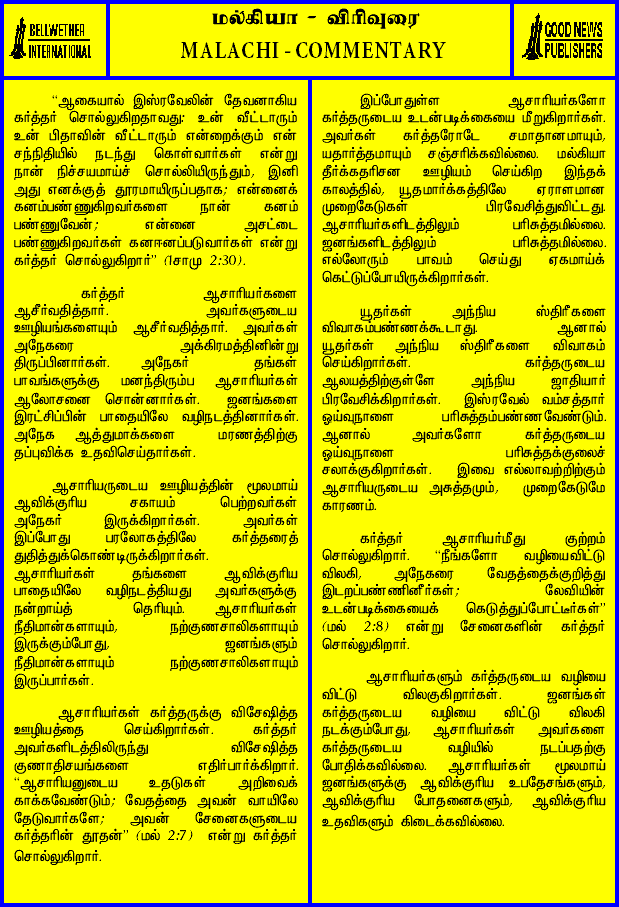 BELLWETHER
INTERNATIONAL
மல்கியா - விரிவுரை
MALACHI - COMMENTARY
GOOD NEWS
PUBLISHERS
“ஆகையால் இஸ்ரவேலின் தேவனாகிய
கர்த்தர் சொல்லுகிறதாவது: உன் வீட்டாரும்
உன் பிதாவின் வீட்டாரும் என்றைக்கும் என்
சந்நிதியில் நடந்து கொள்வார்கள் என்று
நான் நிச்சயமாய்ச் சொல்லியிருந்தும், இனி
அது எனக்குத் தூரமாயிருப்பதாக; என்னைக்
கனம்பண்ணுகிறவர்களை நான் கனம்
பண்ணுவேன்; என்னை அசட்டை
பண்ணுகிறவர்கள் கனஈனப்படுவார்கள் என்று
கர்த்தர் சொல்லுகிறார்” (1சாமு 2:30).
கர்த்தர் ஆசாரியர்களை
ஆசீர்வதித்தார். அவர்களுடைய
ஊழியங்களையும் ஆசீர்வதித்தார். அவர்கள்
அநேகரை அக்கிரமத்தினின்று
திருப்பினார்கள். அநேகர் தங்கள்
பாவங்களுக்கு மனந்திரும்ப ஆசாரியர்கள்
ஆலோசனை சொன்னார்கள். ஜனங்களை
இரட்சிப்பின் பாதையிலே வழிநடத்தினார்கள்.
அநேக ஆத்துமாக்களை மரணத்திற்கு
தப்புவிக்க உதவிசெய்தார்கள்.
ஆசாரியருடைய ஊழியத்தின் மூலமாய்
ஆவிக்குரிய சகாயம் பெற்றவர்கள்
அநேகர் இருக்கிறார்கள். அவர்கள்
இப்போது பரலோகத்திலே கர்த்தரைத்
துதித்துக்கொண்டிருக்கிறார்கள்.
ஆசாரியர்கள் தங்களை ஆவிக்குரிய
பாதையிலே வழிநடத்தியது அவர்களுக்கு
நன்றாய்த் தெரியும். ஆசாரியர்கள்
நீதிமான்களாயும், நற்குணசாலிகளாயும்
இருக்கும்போது, ஜனங்களும்
நீதிமான்களாயும் நற்குணசாலிகளாயும்
இருப்பார்கள்.
ஆசாரியர்கள் கர்த்தருக்கு விசேஷித்த
ஊழியத்தை செய்கிறார்கள். கர்த்தர்
அவர்களிடத்திலிருந்து விசேஷித்த
குணாதிசயங்களை எதிர்பார்க்கிறார்.
“ஆசாரியனுடைய உதடுகள் அறிவைக்
காக்கவேண்டும்; வேதத்தை அவன் வாயிலே
தேடுவார்களே; அவன் சேனைகளுடைய
கர்த்தரின் தூதன்” (மல் 2:7) என்று கர்த்தர்
சொல்லுகிறார்.
இப்போதுள்ள ஆசாரியர்களோ
கர்த்தருடைய உடன்படிக்கையை மீறுகிறார்கள்.
அவர்கள் கர்த்தரோடே சமாதானமாயும்,
யதார்த்தமாயும் சஞ்சரிக்கவில்லை. மல்கியா
தீர்க்கதரிசன ஊழியம் செய்கிற இந்தக்
காலத்தில், யூதமார்க்கத்திலே ஏராளமான
முறைகேடுகள் பிரவேசித்துவிட்டது.
ஆசாரியர்களிடத்திலும் பரிசுத்தமில்லை.
ஜனங்களிடத்திலும் பரிசுத்தமில்லை.
எல்லோரும் பாவம் செய்து ஏகமாய்க்
கெட்டுப்போயிருக்கிறார்கள்.
யூதர்கள் அந்நிய ஸ்திரீகளை
விவாகம்பண்ணக்கூடாது. ஆனால்
யூதர்கள் அந்நிய ஸ்திரீகளை விவாகம்
செய்கிறார்கள். கர்த்தருடைய
ஆலயத்திற்குள்ளே அந்நிய ஜாதியார்
பிரவேசிக்கிறார்கள். இஸ்ரவேல் வம்சத்தார்
ஓய்வுநாளை பரிசுத்தம்பண்ணவேண்டும்.
ஆனால் அவர்களோ கர்த்தருடைய
ஓய்வுநாளை பரிசுத்தக்குலைச்
சலாக்குகிறார்கள். இவை எல்லாவற்றிற்கும்
ஆசாரியருடைய அசுத்தமும், முறைகேடுமே
காரணம்.
கர்த்தர் ஆசாரியர்மீது குற்றம்
சொல்லுகிறார். “நீங்களோ வழியைவிட்டு
விலகி, அநேகரை வேதத்தைக்குறித்து
இடறப்பண்ணினீர்கள்; லேவியின்
உடன்படிக்கையைக் கெடுத்துப்போட்டீர்கள்”
(மல் 2:8) என்று சேனைகளின் கர்த்தர்
சொல்லுகிறார்.
ஆசாரியர்களும் கர்த்தருடைய வழியை
விட்டு விலகுகிறார்கள். ஜனங்கள்
கர்த்தருடைய வழியை விட்டு விலகி
நடக்கும்போது, ஆசாரியர்கள் அவர்களை
கர்த்தருடைய வழியில் நடப்பதற்கு
போதிக்கவில்லை. ஆசாரியர்கள் மூலமாய்
ஜனங்களுக்கு ஆவிக்குரிய உபதேசங்களும்,
ஆவிக்குரிய போதனைகளும், ஆவிக்குரிய
உதவிகளும் கிடைக்கவில்லை.